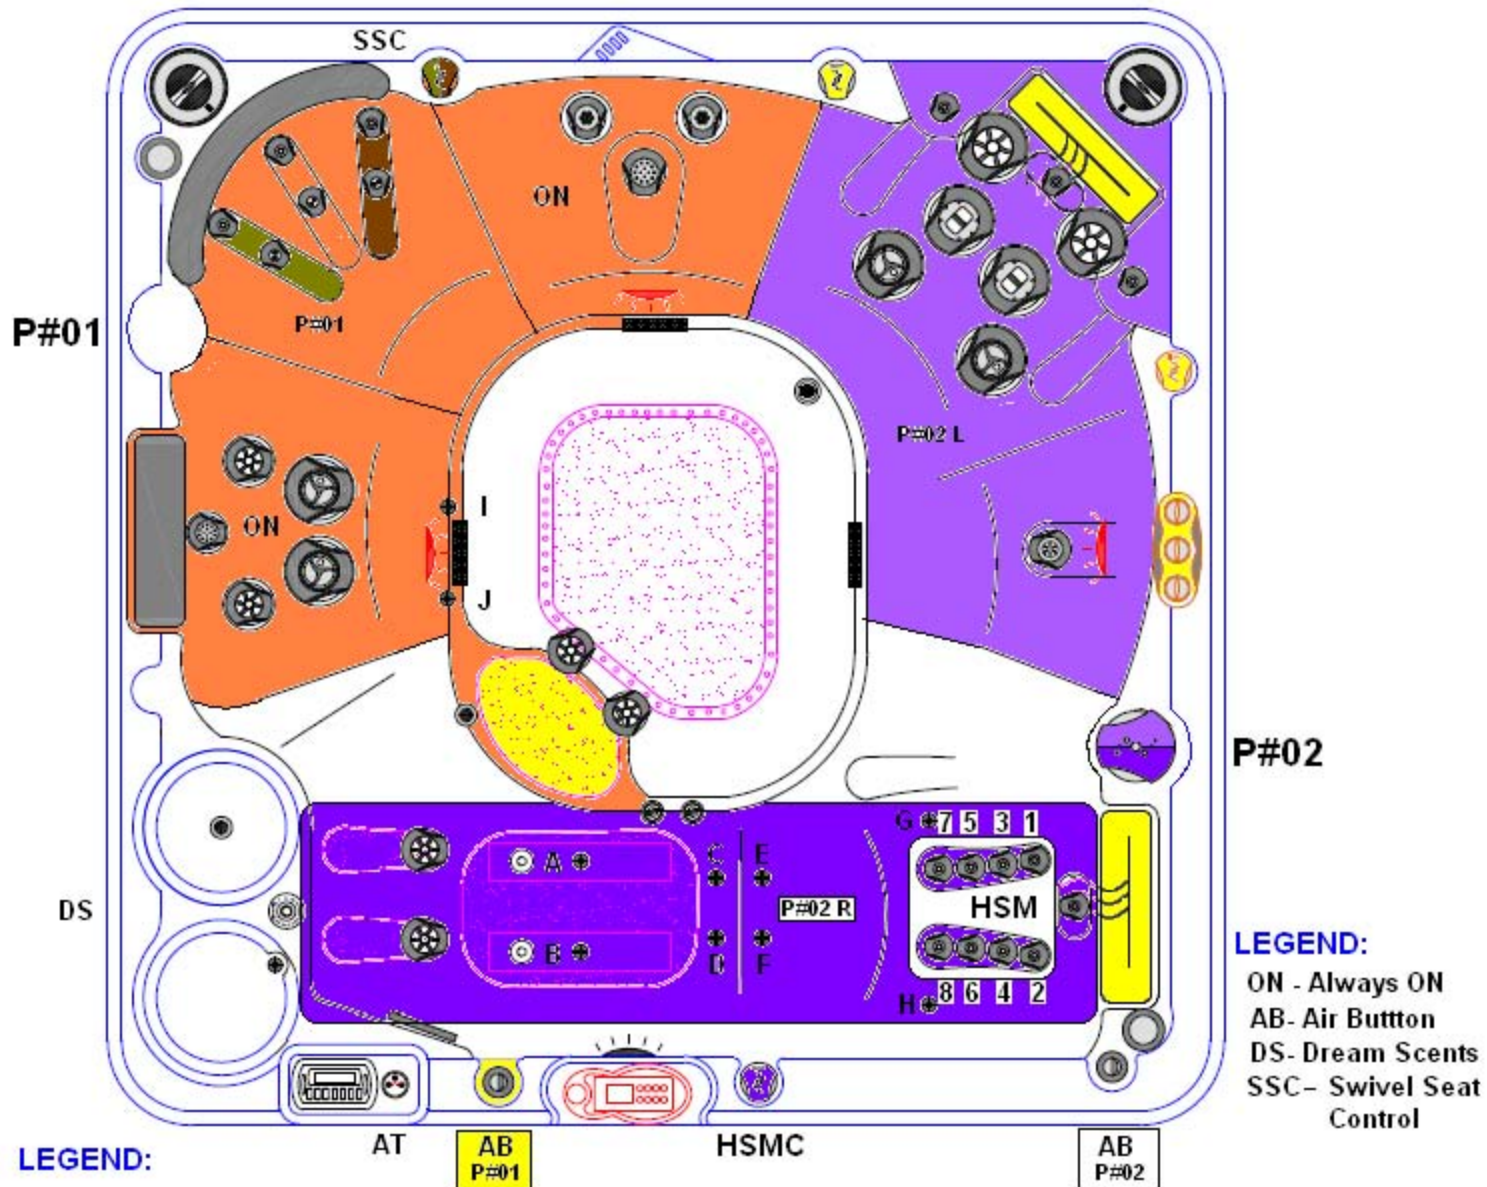 SSC
ON
P#01
P#01
P#02 L
I
ON
J
P#02
G 7 5 3 1
A C E
DS
P#02 R
HSM
B D F
H 8 6 4 2
LEGEND:
ON - Always ON
AB- Air Buttton
DS- Dream Scents
SSC- Swivel Seat
Control
AT
AB
P#01
HSMC
AB
P#02
LEGEND: